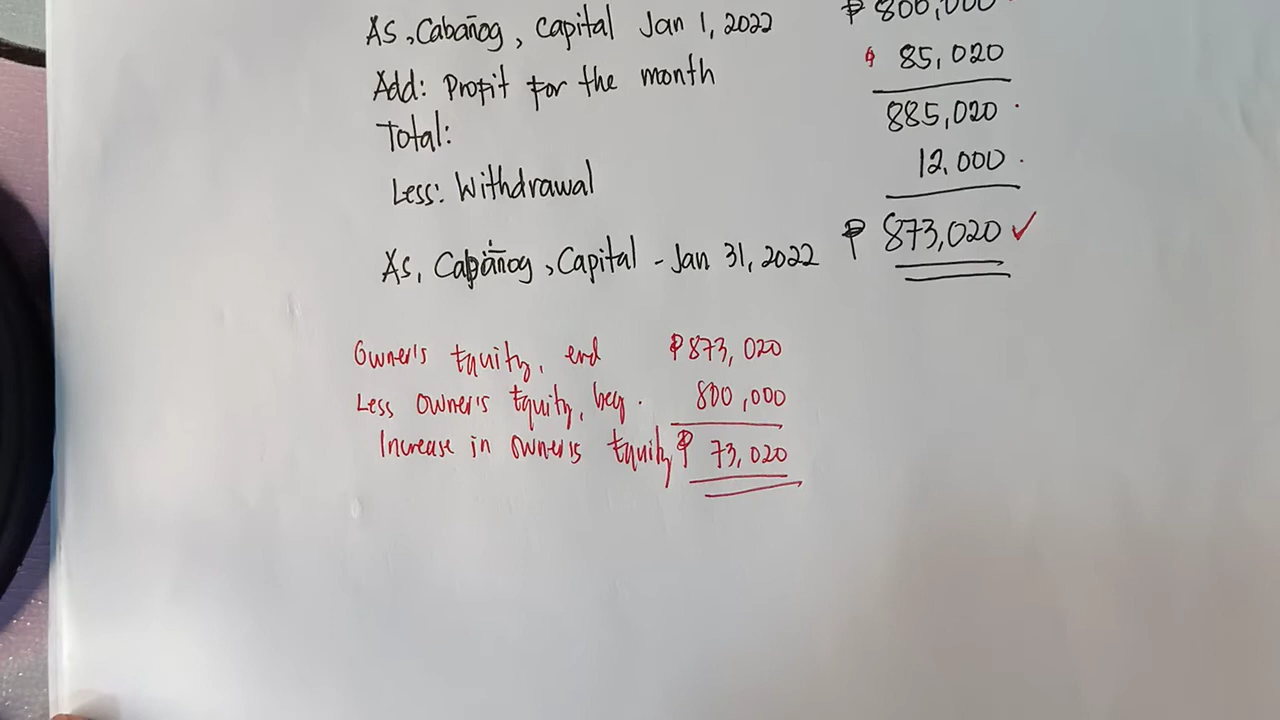 As, Cabañog, Capital Jan 1, 2022 ₱ 800,000
Add: Profit for the month 85,020
Total: 885,020
Less: Withdrawal 12,000
As, Cabañog, Capital - Jan 31, 2022 ₱ 873,020 ✓
Owner's Equity, end ₱873,020
Less Owner's Equity, beg. 800,000
Increase in owner's Equity ₱ 73,020